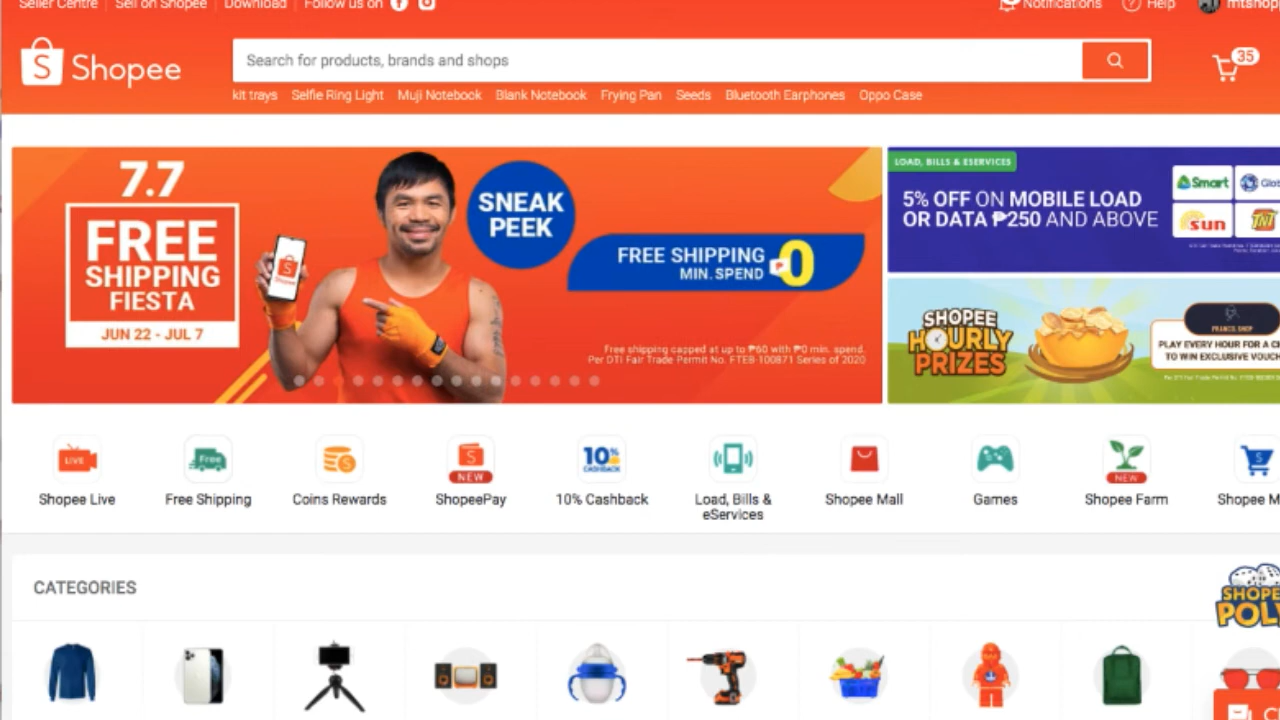 Seller Centre Sell on Shopee Download Follow us on
Notifications Help
Shopee
Search for products, brands and shops
35
kit trays Selfie Ring Light Muji Notebook Blank Notebook Frying Pan Seeds Bluetooth Earphones Oppo Case
7.7
FREE
SHIPPING
FIESTA
JUN 22 - JUL 7
Shopee
SNEAK
PEEK
FREE SHIPPING
MIN. SPEND ₱0
Free shipping capped at up to ₱60 with ₱0 min. spend.
Per DTI Fair Trade Permit No. FTEB-100871 Series of 2020
LOAD, BILLS & ESERVICES
5% OFF ON MOBILE LOAD
OR DATA ₱250 AND ABOVE
Smart
sun
TNT
SHOPEE
HOURLY
PRIZES
FRANCIS, SHOP
PLAY EVERY HOUR FOR A
TO WIN EXCLUSIVE
LIVE
Free
NEW
10%
CASHBACK
NEW
Shopee Live
Free Shipping
Coins Rewards
ShopeePay
10% Cashback
Load, Bills &
eServices
Shopee Mall
Games
Shopee Farm
Shopee M
CATEGORIES